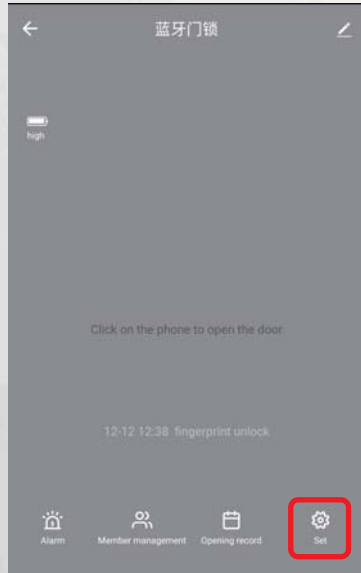 蓝牙门锁
high
Click on the phone to open the door
12-12 12:38 fingerprint unlock
Alarm
Member management
Opening record
Set